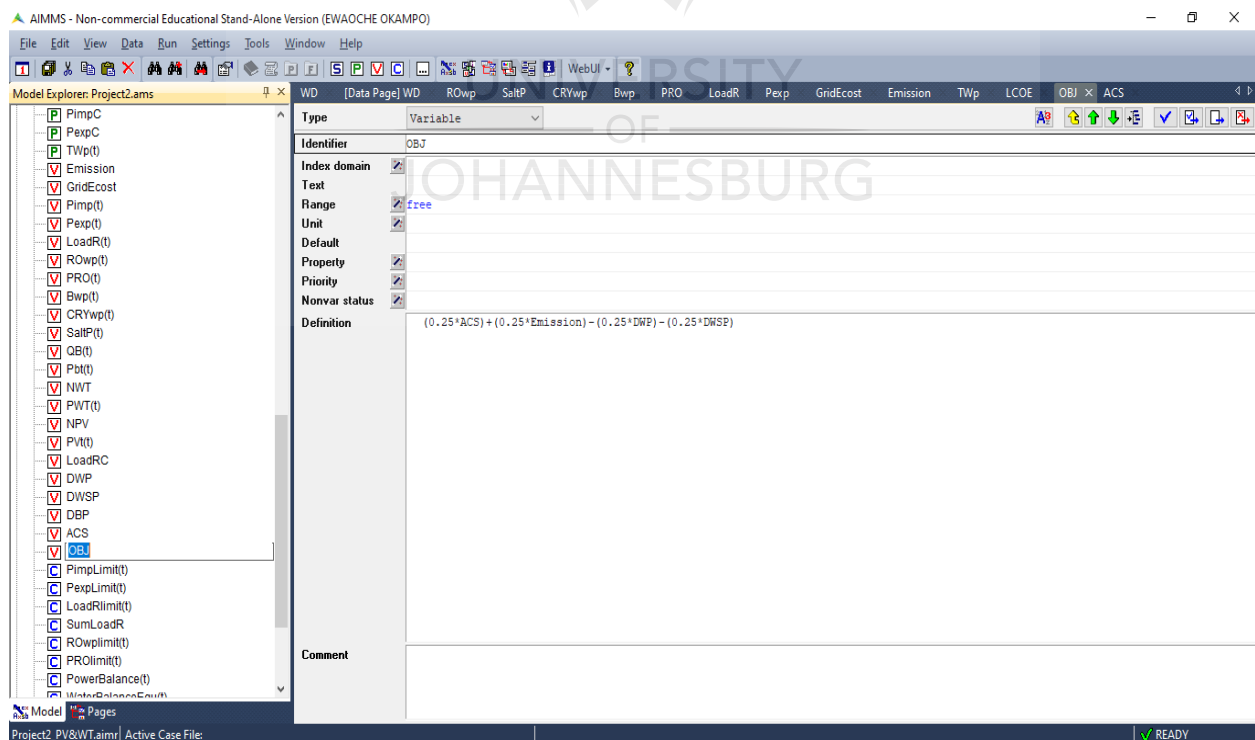 AIMMS - Non-commercial Educational Stand-Alone Version (EWAOCHE OKAMPO)
File Edit View Data Run Settings Tools Window Help
WebUI
UNIVERSITY
OF
JOHANNESBURG
Model Explorer: Project2.ams
WD [Data Page] WD ROwp SaltP CRYwp Bwp PRO LoadR Pexp GridEcost Emission TWp LCOE OBJ ACS
P PimpC
P PexpC
P TWp(t)
V Emission
V GridEcost
V Pimp(t)
V Pexp(t)
V LoadR(t)
V ROwp(t)
V PRO(t)
V Bwp(t)
V CRYwp(t)
V SaltP(t)
V QB(t)
V Pbt(t)
V NWT
V PWT(t)
V NPV
V PVt(t)
V LoadRC
V DWP
V DWSP
V DBP
V ACS
V OBJ
C PimpLimit(t)
C PexpLimit(t)
C LoadRlimit(t)
C SumLoadR
C ROwplimit(t)
C PROlimit(t)
C PowerBalance(t)
C WaterBalanceEqu(t)
Model Pages
Type Variable
Identifier OBJ
Index domain
Text
Range free
Unit
Default
Property
Priority
Nonvar status
Definition (0.25*ACS)+(0.25*Emission)-(0.25*DWP)-(0.25*DWSP)
Comment
Project2_PV&WT.aimr Active Case File: READY